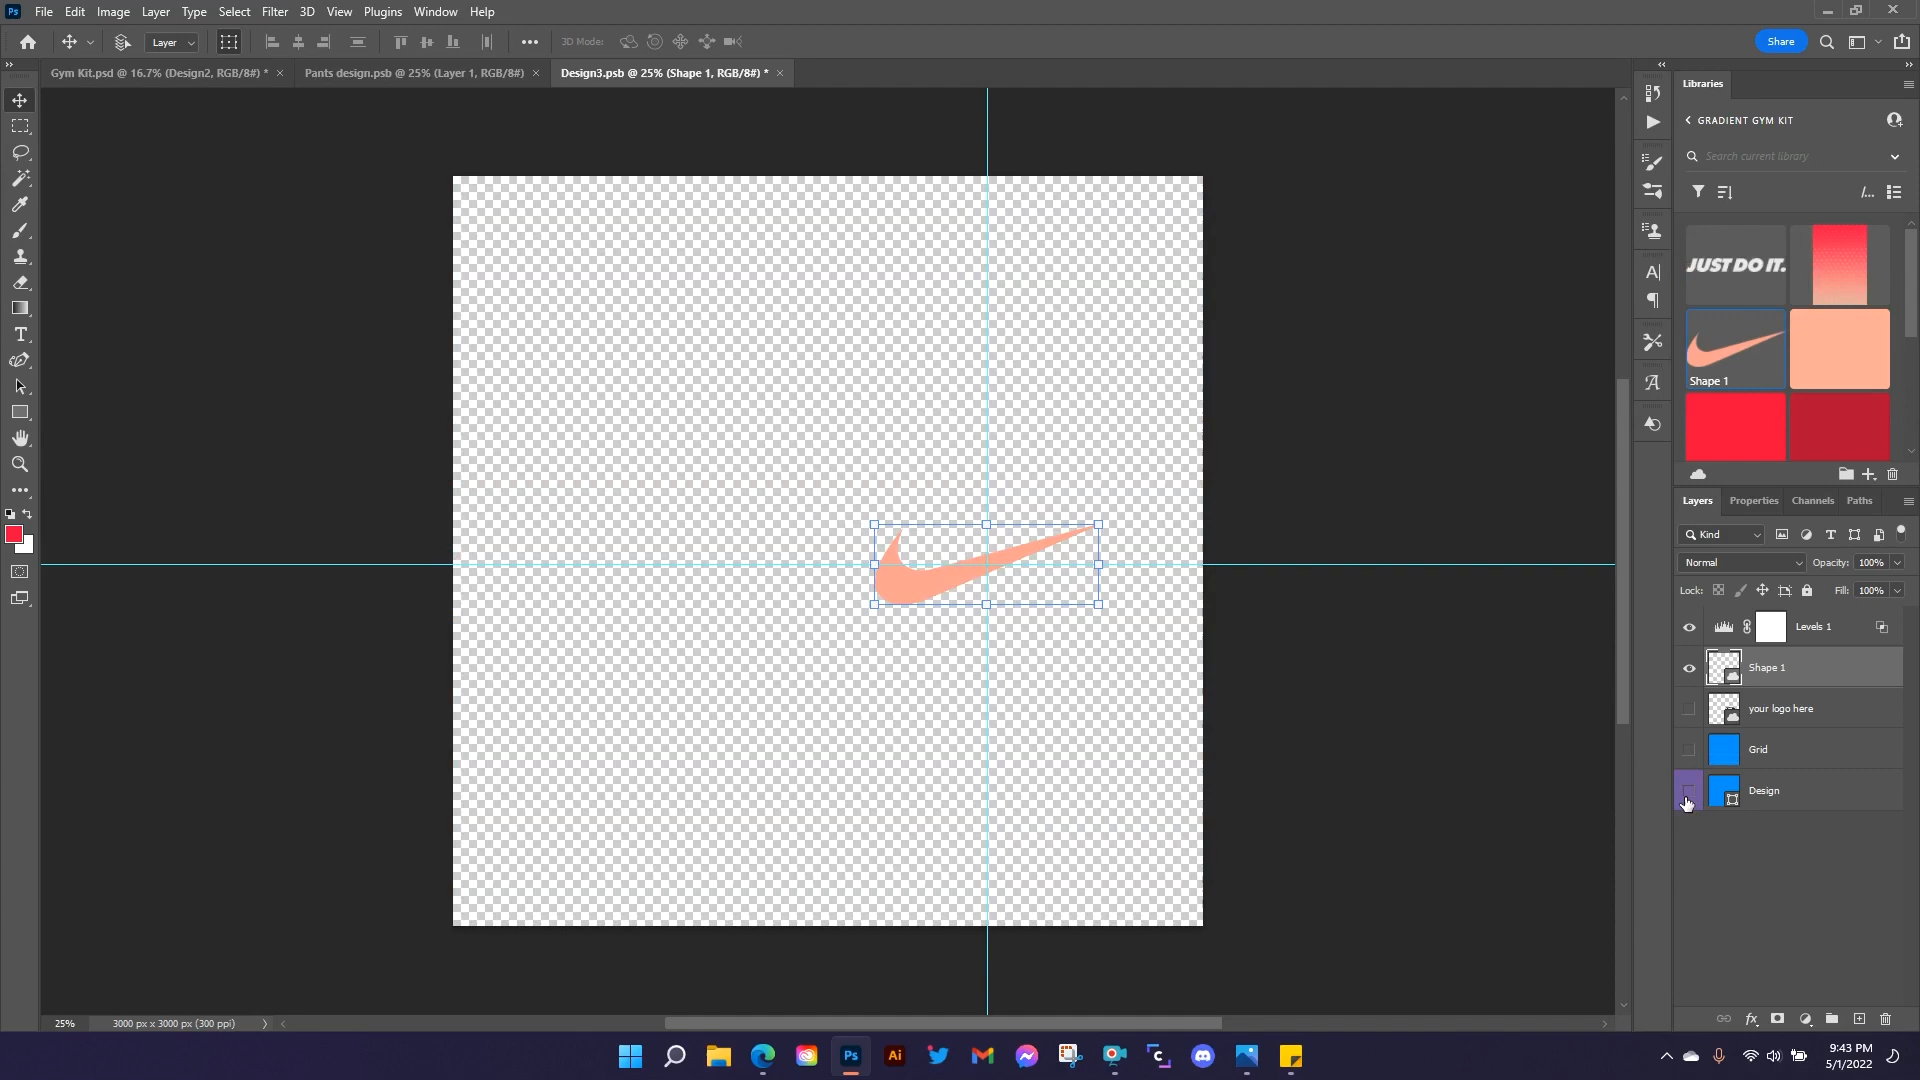 Ps File Edit Image Layer Type Select Filter 3D View Plugins Window Help
Layer 3D Mode: Share
Gym Kit.psd @ 16.7% (Design2, RGB/8#) * Pants design.psb @ 25% (Layer 1, RGB/8#) Design3.psb @ 25% (Shape 1, RGB/8#) *
Libraries
GRADIENT GYM KIT
Search current library
JUST DO IT.
Shape 1
Layers Properties Channels Paths
Kind
Normal Opacity: 100%
Lock: Fill: 100%
Levels 1
Shape 1
your logo here
Grid
Design
25% 3000 px x 3000 px (300 ppi)
Ps Ai
9:43 PM
5/1/2022